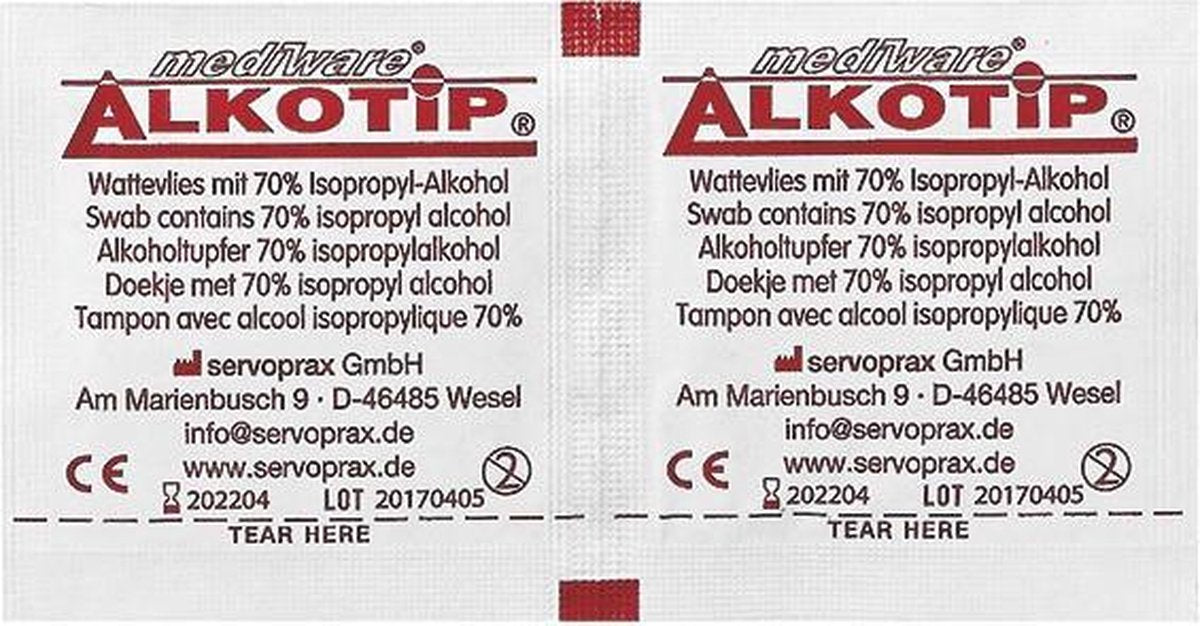 mediware®
ALKOTIP®
Wattevlies mit 70% Isopropyl-Alkohol
Swab contains 70% isopropyl alcohol
Alkoholtupfer 70% isopropylalkohol
Doekje met 70% isopropyl alcohol
Tampon avec alcool isopropylique 70%
servoprax GmbH
Am Marienbusch 9 · D-46485 Wesel
info@servoprax.de
www.servoprax.de
CE
2
202204 LOT 20170405
TEAR HERE
mediware®
ALKOTIP®
Wattevlies mit 70% Isopropyl-Alkohol
Swab contains 70% isopropyl alcohol
Alkoholtupfer 70% isopropylalkohol
Doekje met 70% isopropyl alcohol
Tampon avec alcool isopropylique 70%
servoprax GmbH
Am Marienbusch 9 · D-46485 Wesel
info@servoprax.de
www.servoprax.de
CE
2
202204 LOT 20170405
TEAR HERE